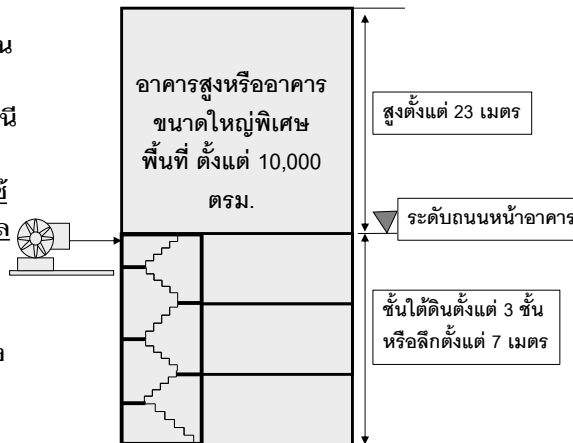 น
นี
ช้
ล
อาคารสูงหรืออาคาร
ขนาดใหญ่พิเศษ
พื้นที่ ตั้งแต่ 10,000
ตรม.
สูงตั้งแต่ 23 เมตร
ระดับถนนหน้าอาคาร
ชั้นใต้ดินตั้งแต่ 3 ชั้น
หรือลึกตั้งแต่ 7 เมตร